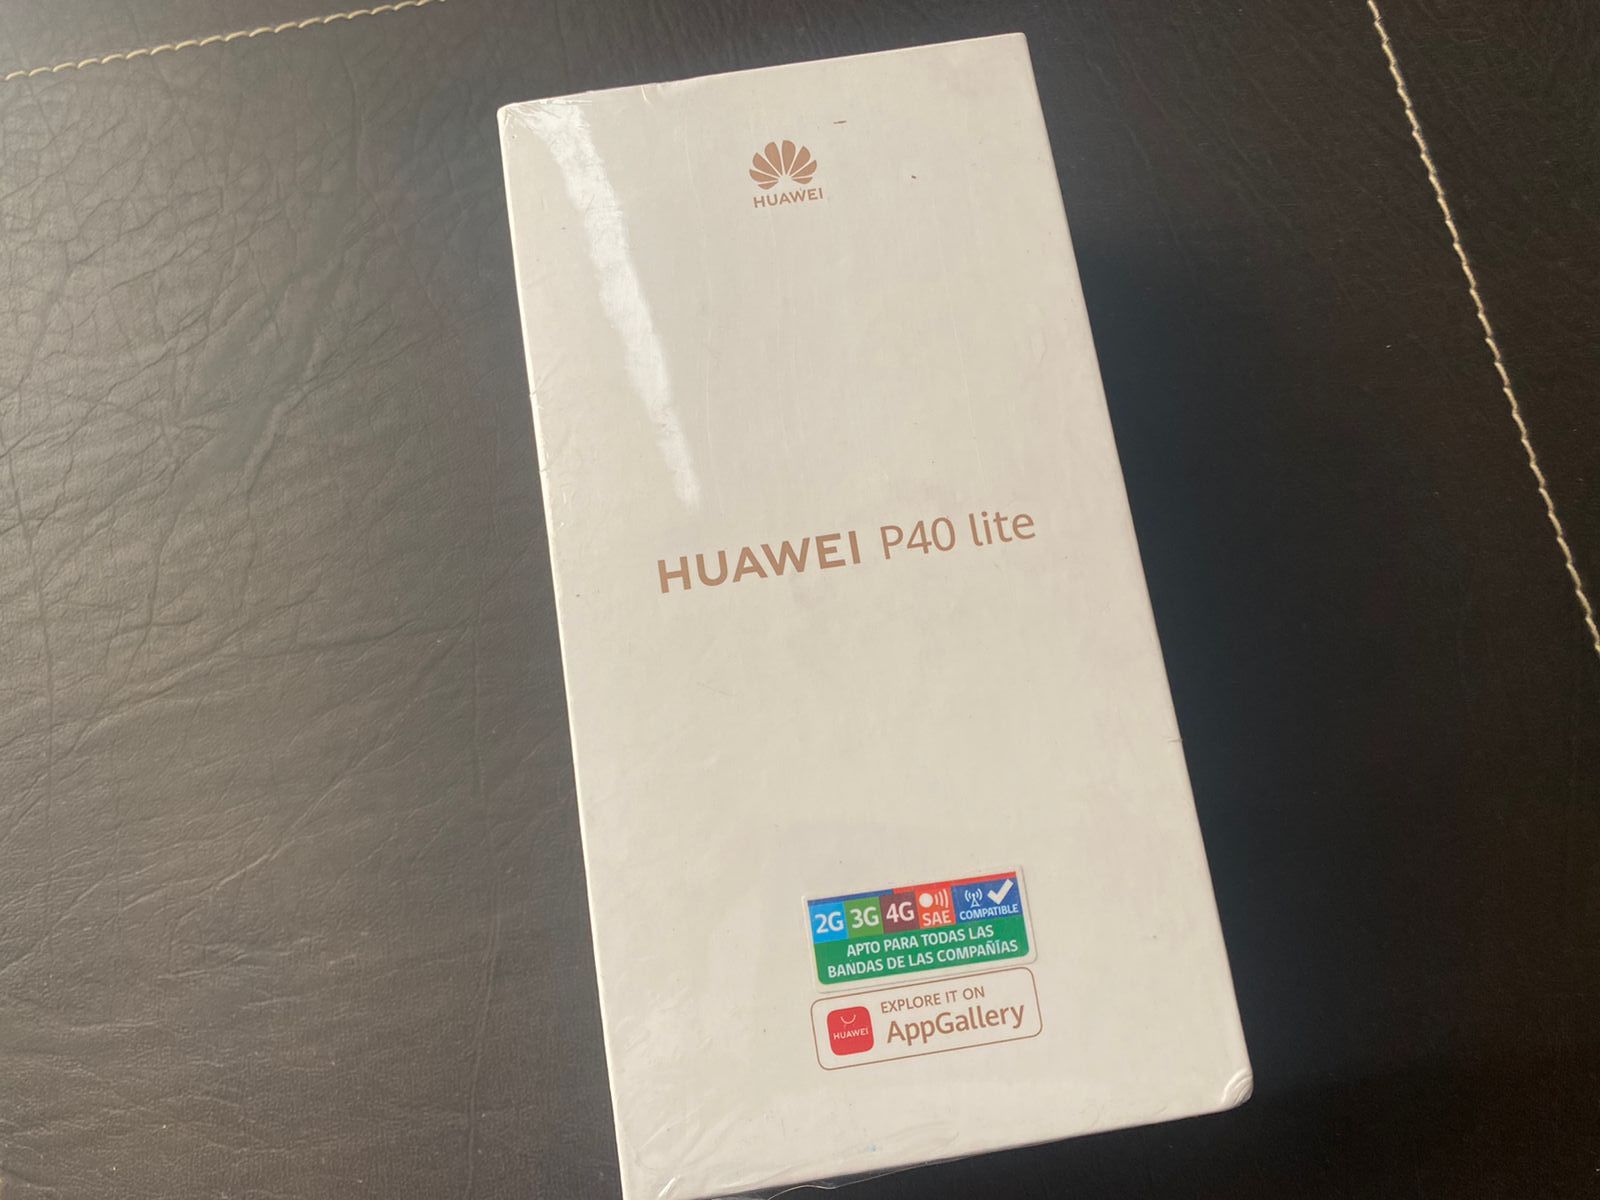 HUAWEI
HUAWEI P40 lite
2G 3G 4G SAE COMPATIBLE
APTO PARA TODAS LAS
BANDAS DE LAS COMPAÑÍAS
EXPLORE IT ON
HUAWEI AppGallery